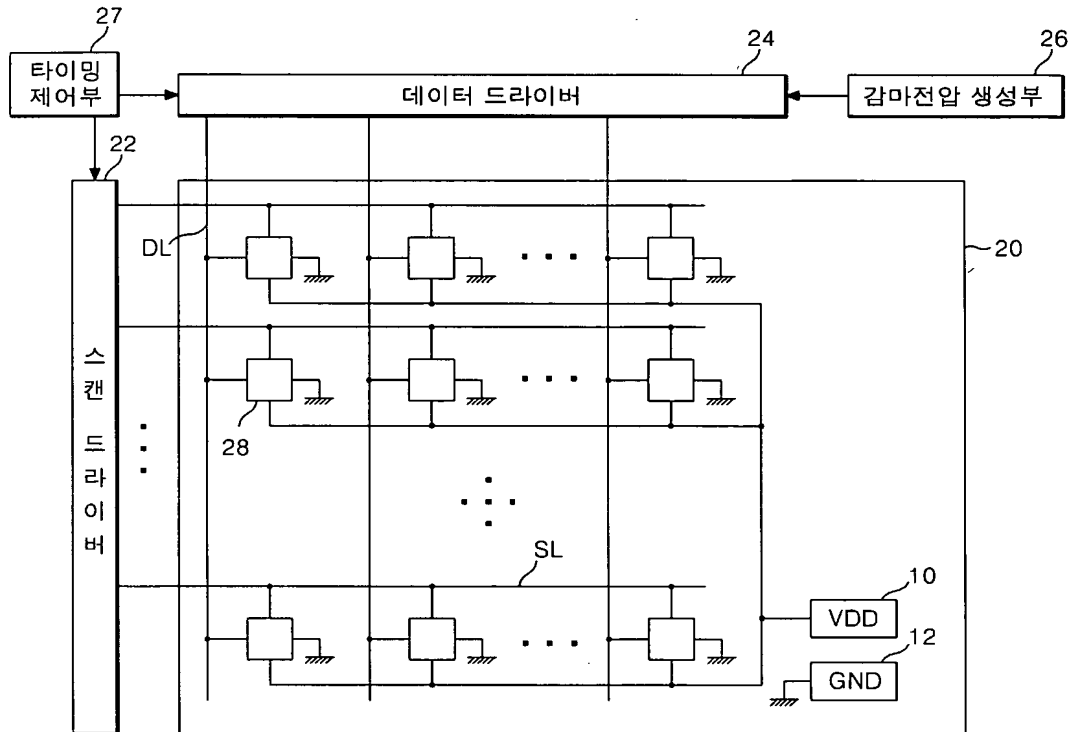 27
타이밍
제어부
24
데이터 드라이버
26
감마전압 생성부
22
스캔 드라이버
DL
20
28
SL
10
VDD
12
GND